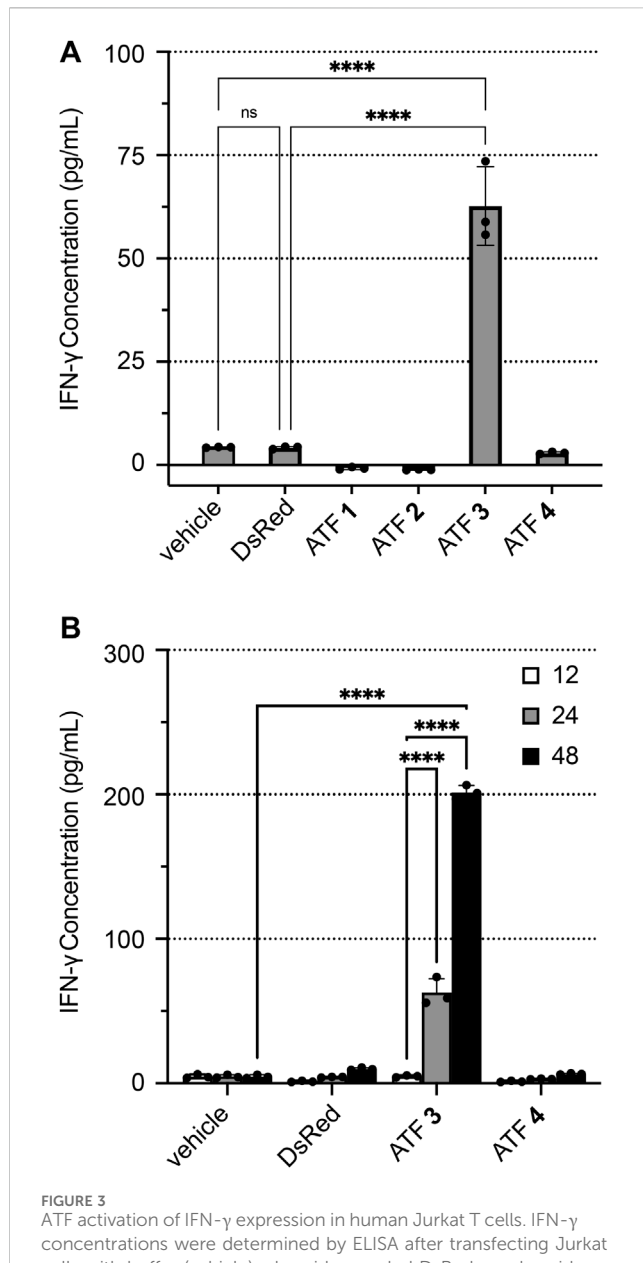 A
100
****
ns
****
75
50
25
0
IFN-γ Concentration (pg/mL)
vehicle
DsRed
ATF 1
ATF 2
ATF 3
ATF 4
B
300
12
24
48
****
****
****
200
100
0
IFN-γ Concentration (pg/mL)
vehicle
DsRed
ATF 3
ATF 4
FIGURE 3
ATF activation of IFN-γ expression in human Jurkat T cells. IFN-γ
concentrations were determined by ELISA after transfecting Jurkat